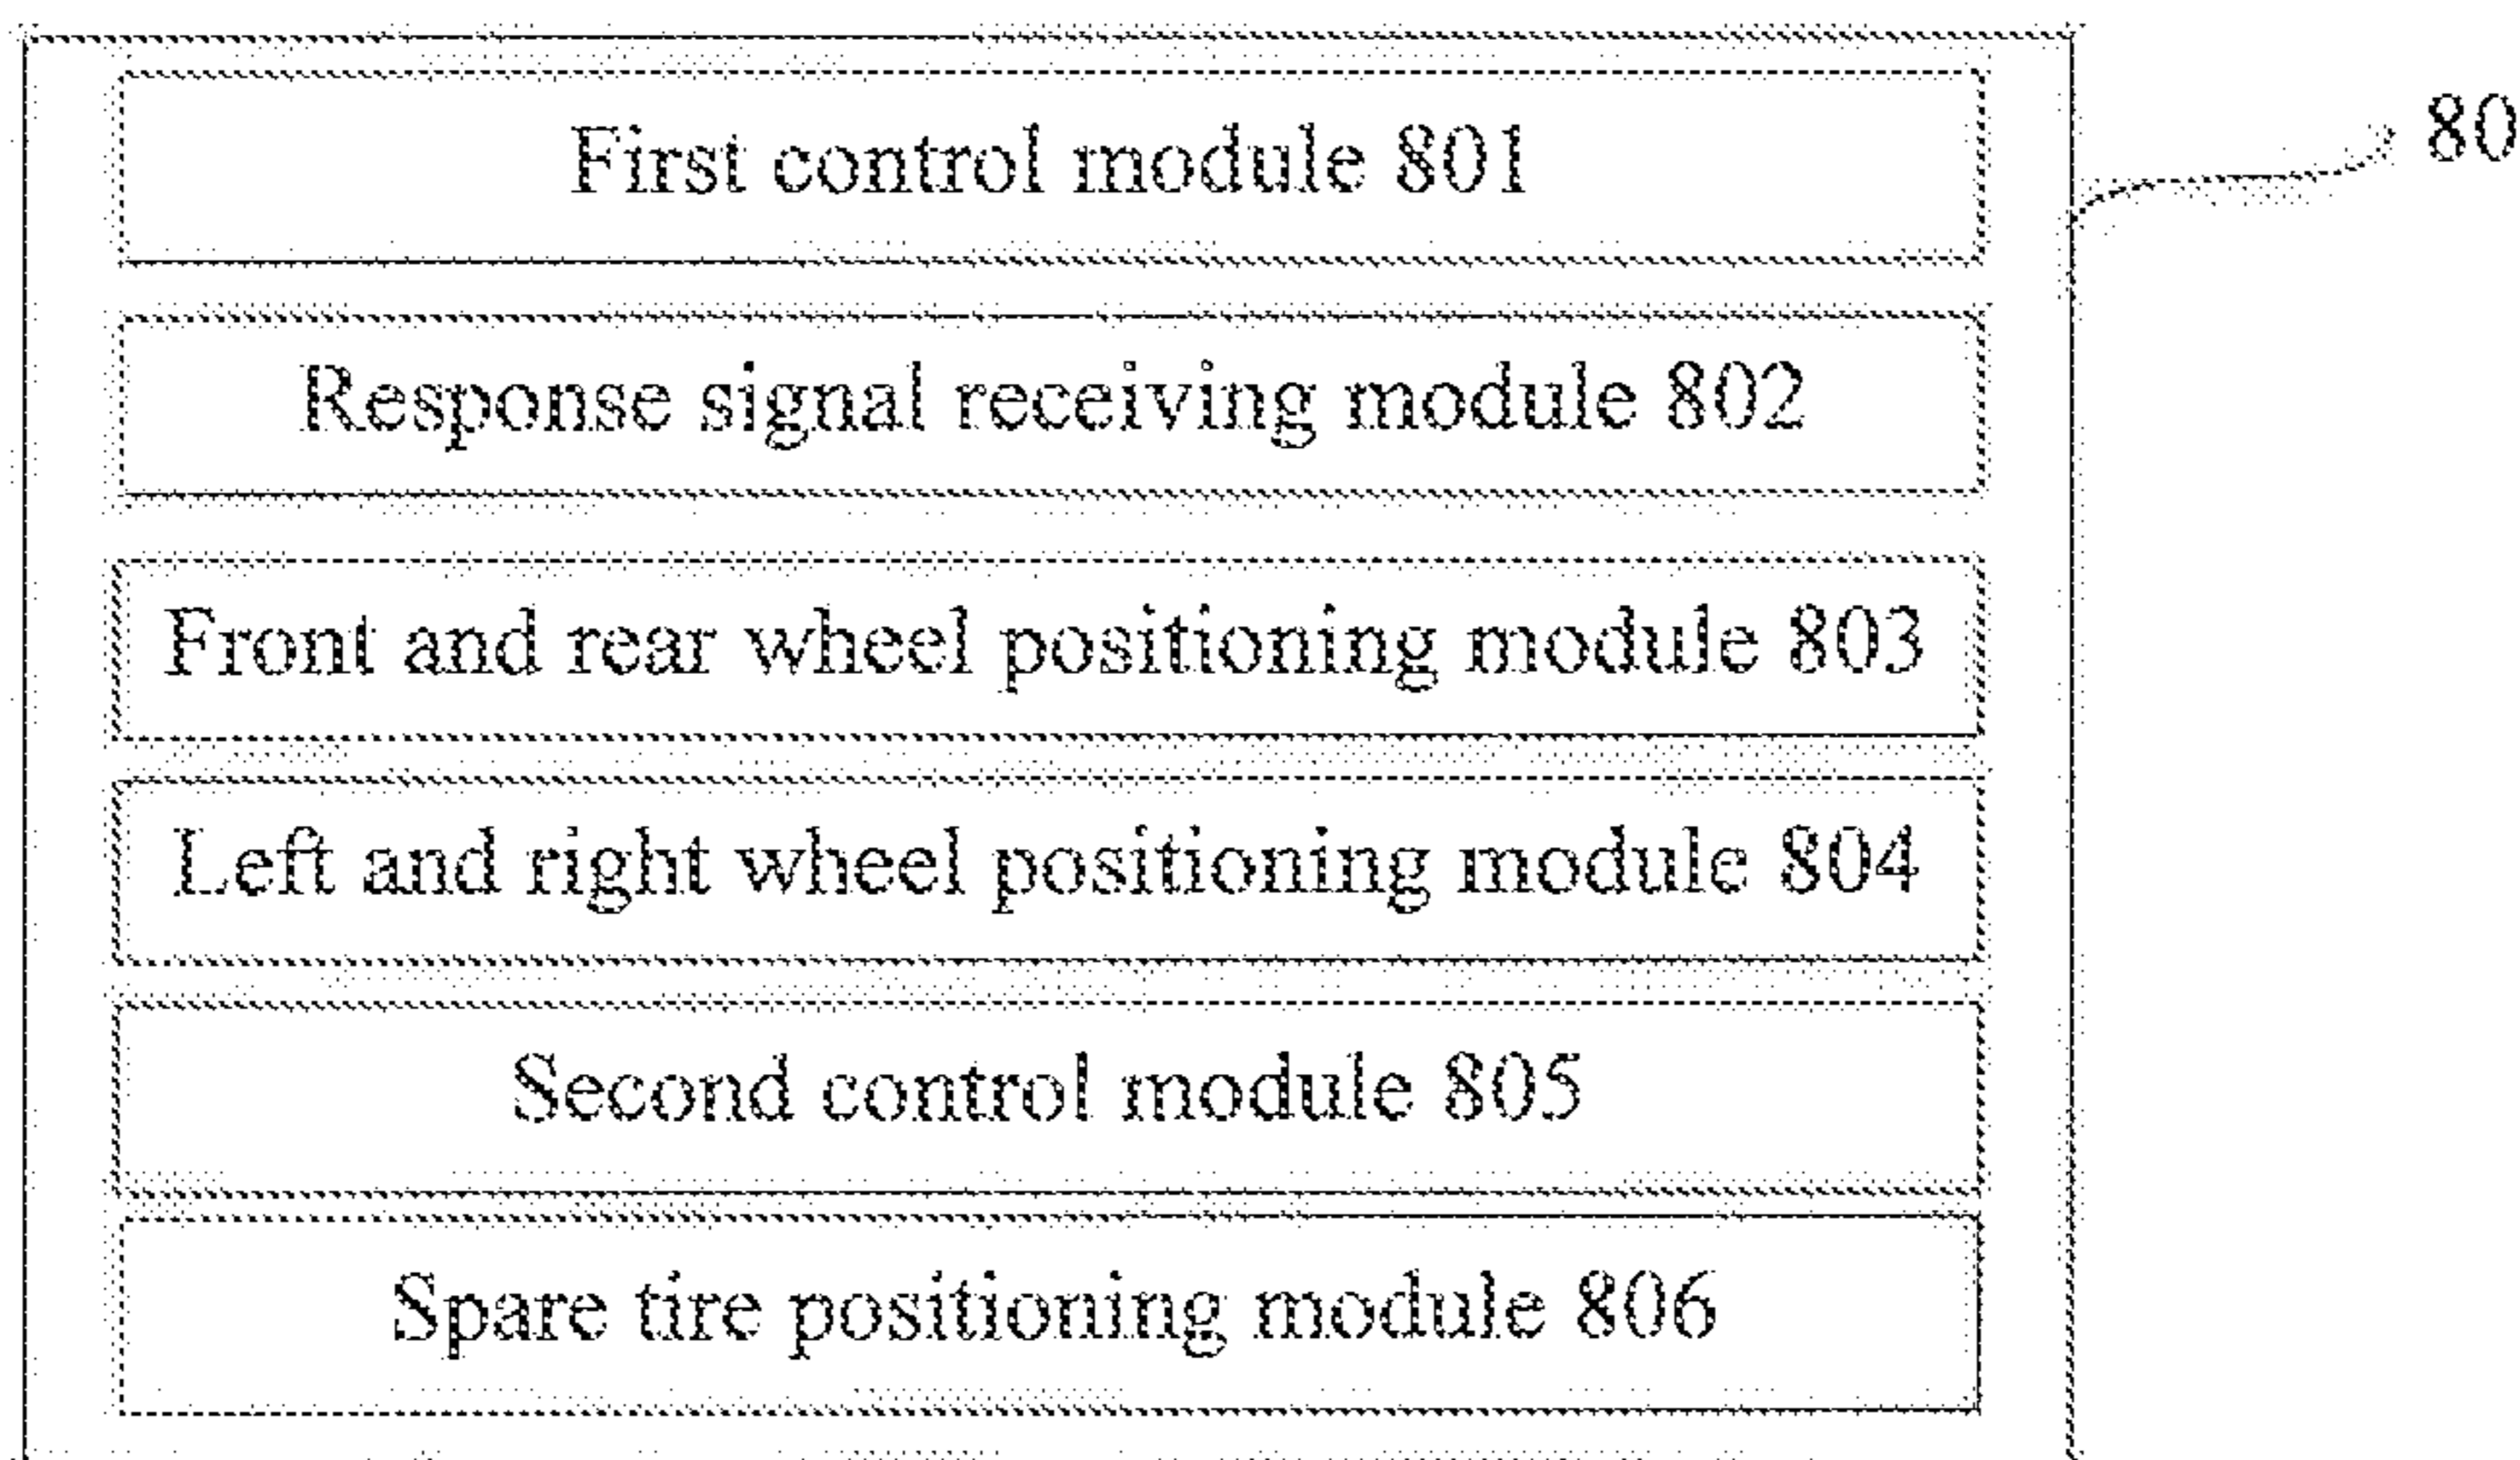 First control module 801
80
Response signal receiving module 802
Front and rear wheel positioning module 803
Left and right wheel positioning module 804
Second control module 805
Spare tire positioning module 806